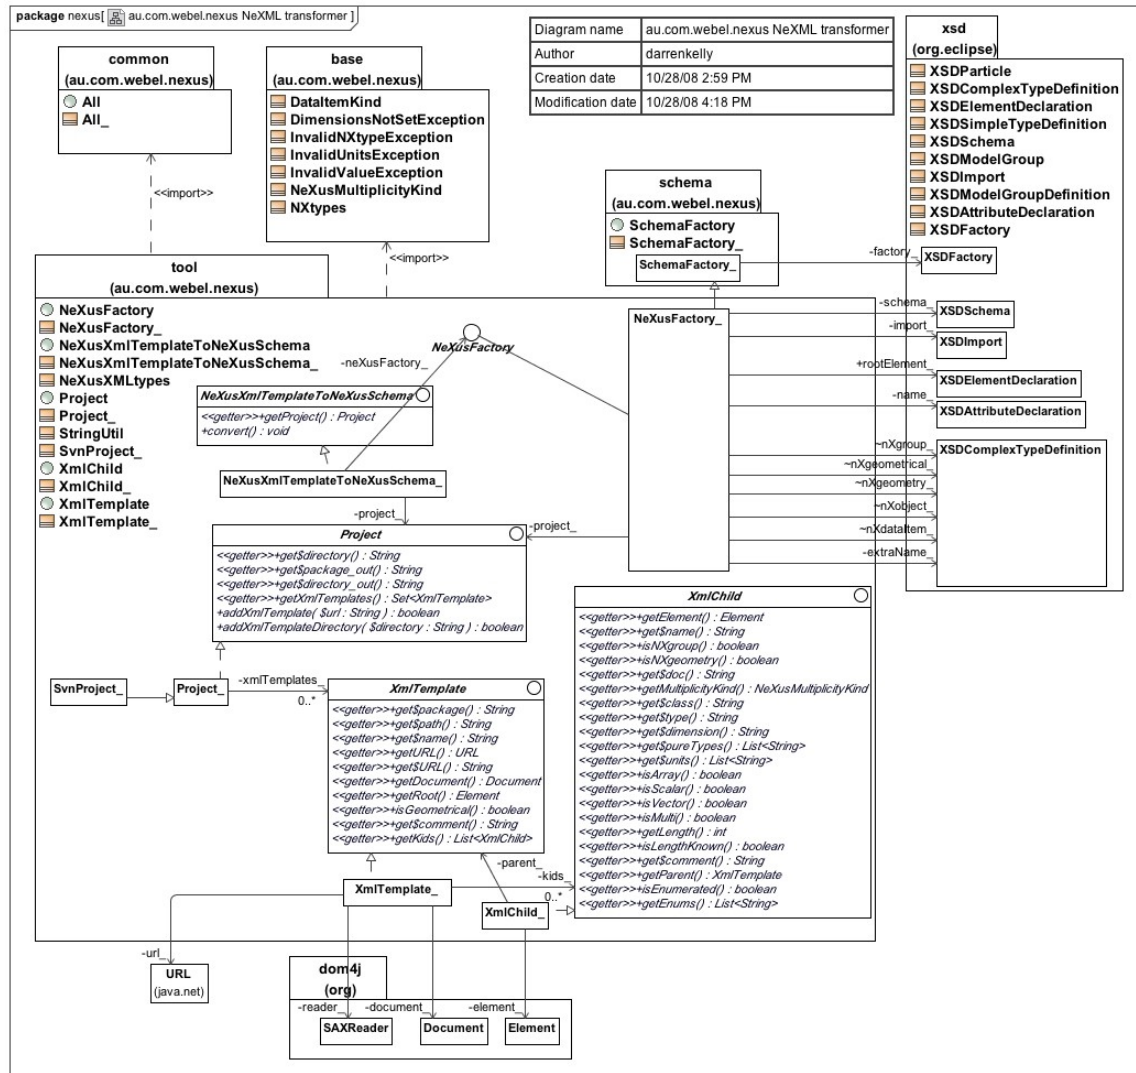 package nexus[ au.com.webel.nexus NeXML transformer ]
Diagram name au.com.webel.nexus NeXML transformer
Author darrenkelly
Creation date 10/28/08 2:59 PM
Modification date 10/28/08 4:18 PM
common
(au.com.webel.nexus)
All
All_
base
(au.com.webel.nexus)
DataItemKind
DimensionsNotSetException
InvalidNXtypeException
InvalidUnitsException
InvalidValueException
NeXusMultiplicityKind
NXtypes
xsd
(org.eclipse)
XSDParticle
XSDComplexTypeDefinition
XSDElementDeclaration
XSDSimpleTypeDefinition
XSDSchema
XSDModelGroup
XSDImport
XSDModelGroupDefinition
XSDAttributeDeclaration
XSDFactory
<<import>>
<<import>>
schema
(au.com.webel.nexus)
SchemaFactory
SchemaFactory_
SchemaFactory_
-factory_
XSDFactory
tool
(au.com.webel.nexus)
NeXusFactory
NeXusFactory_
NeXusXmlTemplateToNeXusSchema
NeXusXmlTemplateToNeXusSchema_
NeXusXMLtypes
Project
Project_
StringUtil
SvnProject_
XmlChild
XmlChild_
XmlTemplate
XmlTemplate_
NeXusFactory
-neXusFactory_
NeXusFactory_
-schema_
XSDSchema
-import_
XSDImport
+rootElement_
XSDElementDeclaration
-name_
XSDAttributeDeclaration
~nXgroup_
~nXgeometrical_
~nXgeometry_
~nXobject_
~nXdataItem_
-extraName_
XSDComplexTypeDefinition
NeXusXmlTemplateToNeXusSchema
<<getter>>+getProject() : Project
+convert() : void
NeXusXmlTemplateToNeXusSchema_
-project_
-project_
Project
<<getter>>+get$directory() : String
<<getter>>+get$package_out() : String
<<getter>>+get$directory_out() : String
<<getter>>+getXmlTemplates() : Set<XmlTemplate>
+addXmlTemplate( $url : String ) : boolean
+addXmlTemplateDirectory( $directory : String ) : boolean
SvnProject_
Project_
-xmlTemplates_
0..*
XmlTemplate
<<getter>>+get$package() : String
<<getter>>+get$path() : String
<<getter>>+get$name() : String
<<getter>>+getURL() : URL
<<getter>>+get$URL() : String
<<getter>>+getDocument() : Document
<<getter>>+getRoot() : Element
<<getter>>+isGeometrical() : boolean
<<getter>>+get$comment() : String
<<getter>>+getKids() : List<XmlChild>
XmlChild
<<getter>>+getElement() : Element
<<getter>>+get$name() : String
<<getter>>+isNXgroup() : boolean
<<getter>>+isNXgeometry() : boolean
<<getter>>+get$doc() : String
<<getter>>+getMultiplicityKind() : NeXusMultiplicityKind
<<getter>>+get$class() : String
<<getter>>+get$type() : String
<<getter>>+get$dimension() : String
<<getter>>+get$pureTypes() : List<String>
<<getter>>+get$units() : List<String>
<<getter>>+isArray() : boolean
<<getter>>+isScalar() : boolean
<<getter>>+isVector() : boolean
<<getter>>+isMulti() : boolean
<<getter>>+getLength() : int
<<getter>>+isLengthKnown() : boolean
<<getter>>+get$comment() : String
<<getter>>+getParent() : XmlTemplate
<<getter>>+isEnumerated() : boolean
<<getter>>+getEnums() : List<String>
-parent_
-kids_
0..*
XmlTemplate_
XmlChild_
-url_
URL
(java.net)
dom4j
(org)
-reader_
-document_
-element_
SAXReader
Document
Element